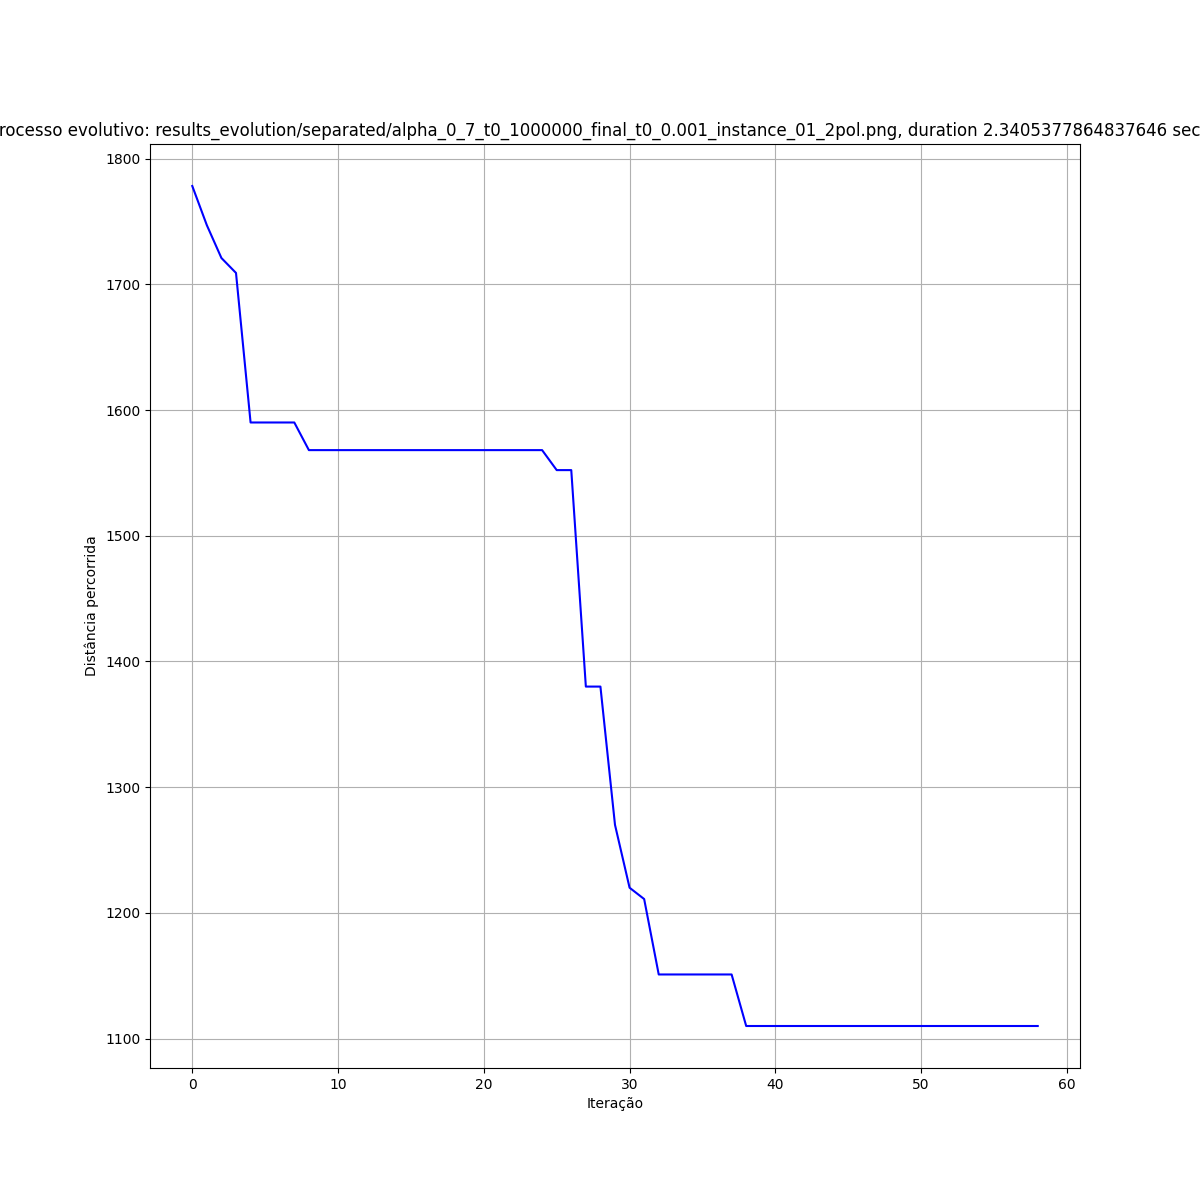 rocesso evolutivo: results_evolution/separated/alpha_0_7_t0_1000000_final_t0_0.001_instance_01_2pol.png, duration 2.3405377864837646 sec
1800
1700
1600
1500
1400
1300
1200
1100
Distância percorrida
0 10 20 30 40 50 60
Iteração